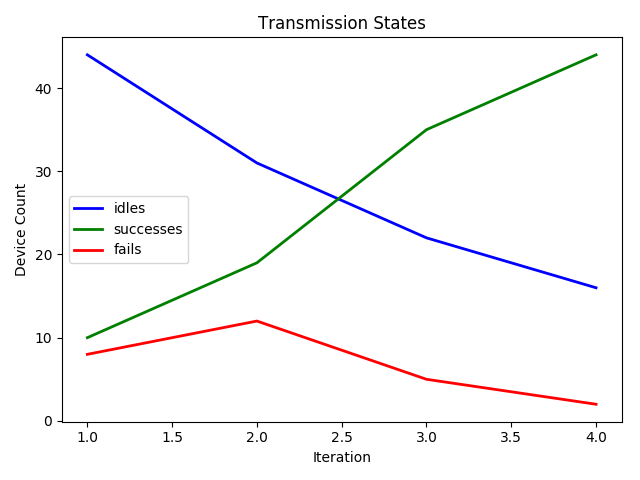 Transmission States
Device Count
40
30
20
10
0
idles
successes
fails
1.0 1.5 2.0 2.5 3.0 3.5 4.0
Iteration